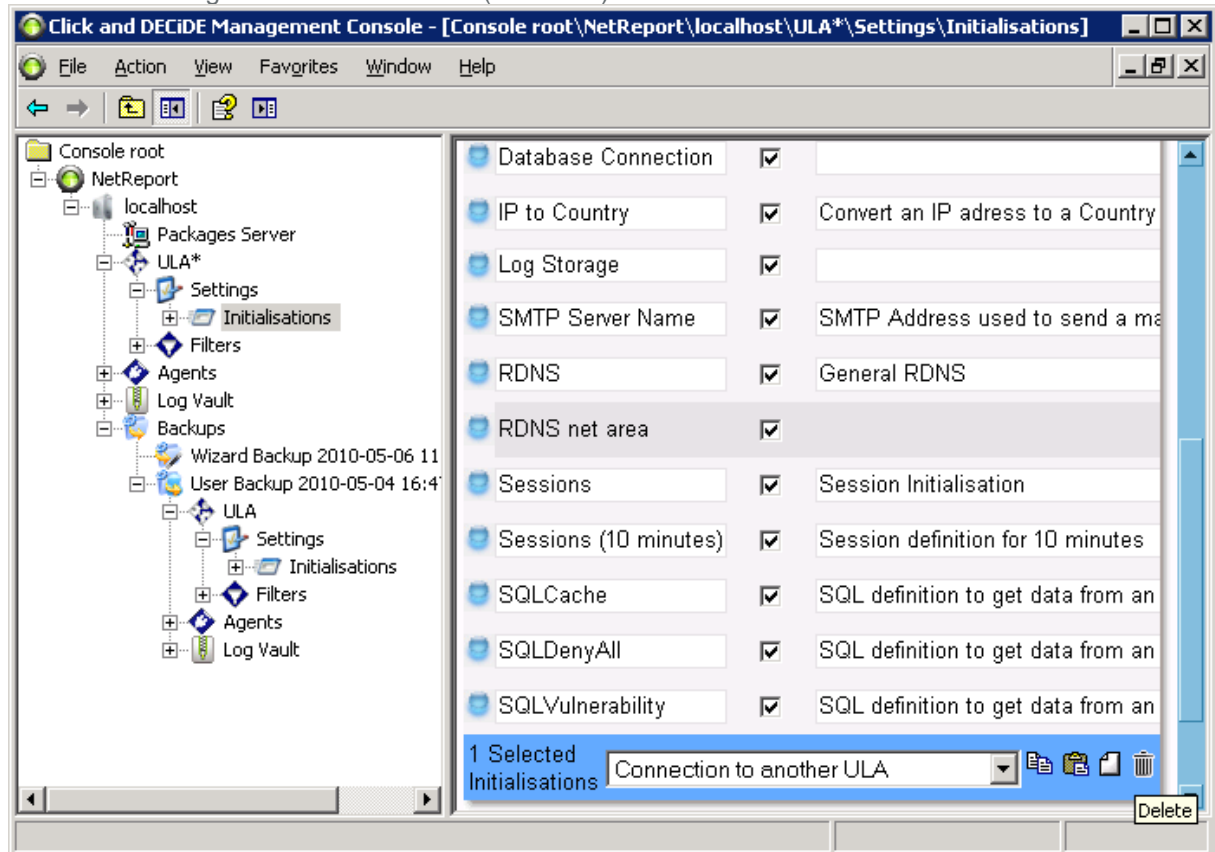 Click and DECiDE Management Console - [Console root\NetReport\localhost\ULA*\Settings\Initialisations]
File Action View Favorites Window Help
Console root
NetReport
localhost
Packages Server
ULA*
Settings
Initialisations
Filters
Agents
Log Vault
Backups
Wizard Backup 2010-05-06 11
User Backup 2010-05-04 16:4
ULA
Settings
Initialisations
Filters
Agents
Log Vault
Database Connection
IP to Country Convert an IP adress to a Country
Log Storage
SMTP Server Name SMTP Address used to send a ma
RDNS General RDNS
RDNS net area
Sessions Session Initialisation
Sessions (10 minutes) Session definition for 10 minutes
SQLCache SQL definition to get data from an
SQLDenyAll SQL definition to get data from an
SQLVulnerability SQL definition to get data from an
1 Selected
Initialisations Connection to another ULA
Delete